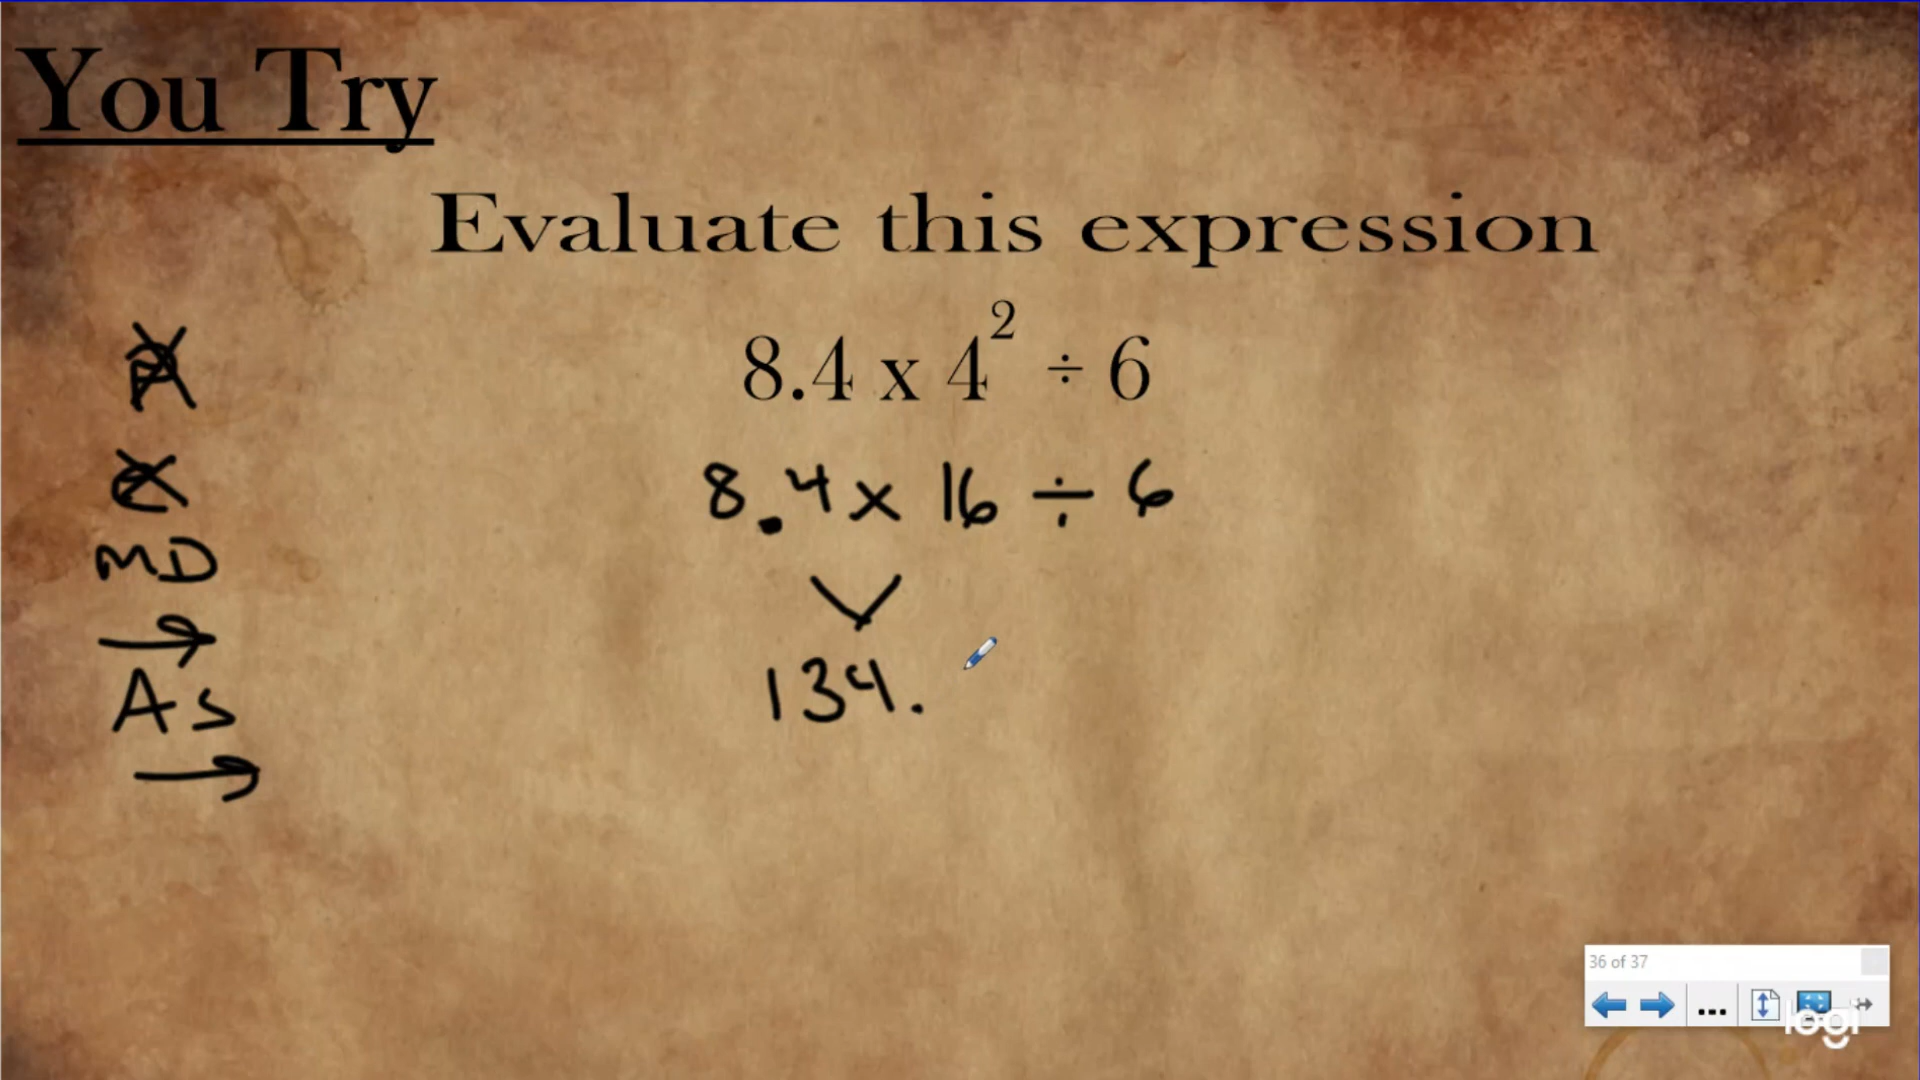 You Try
Evaluate this expression
8.4 x 4² ÷ 6
P
E
MD
→
AS
→
8.4 x 16 ÷ 6
134.
36 of 37
...
logi